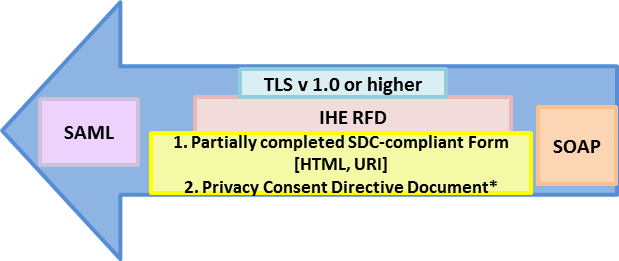 TLS v 1.0 or higher
IHE RFD
SAML
1. Partially completed SDC-compliant Form
[HTML, URI]
2. Privacy Consent Directive Document*
SOAP